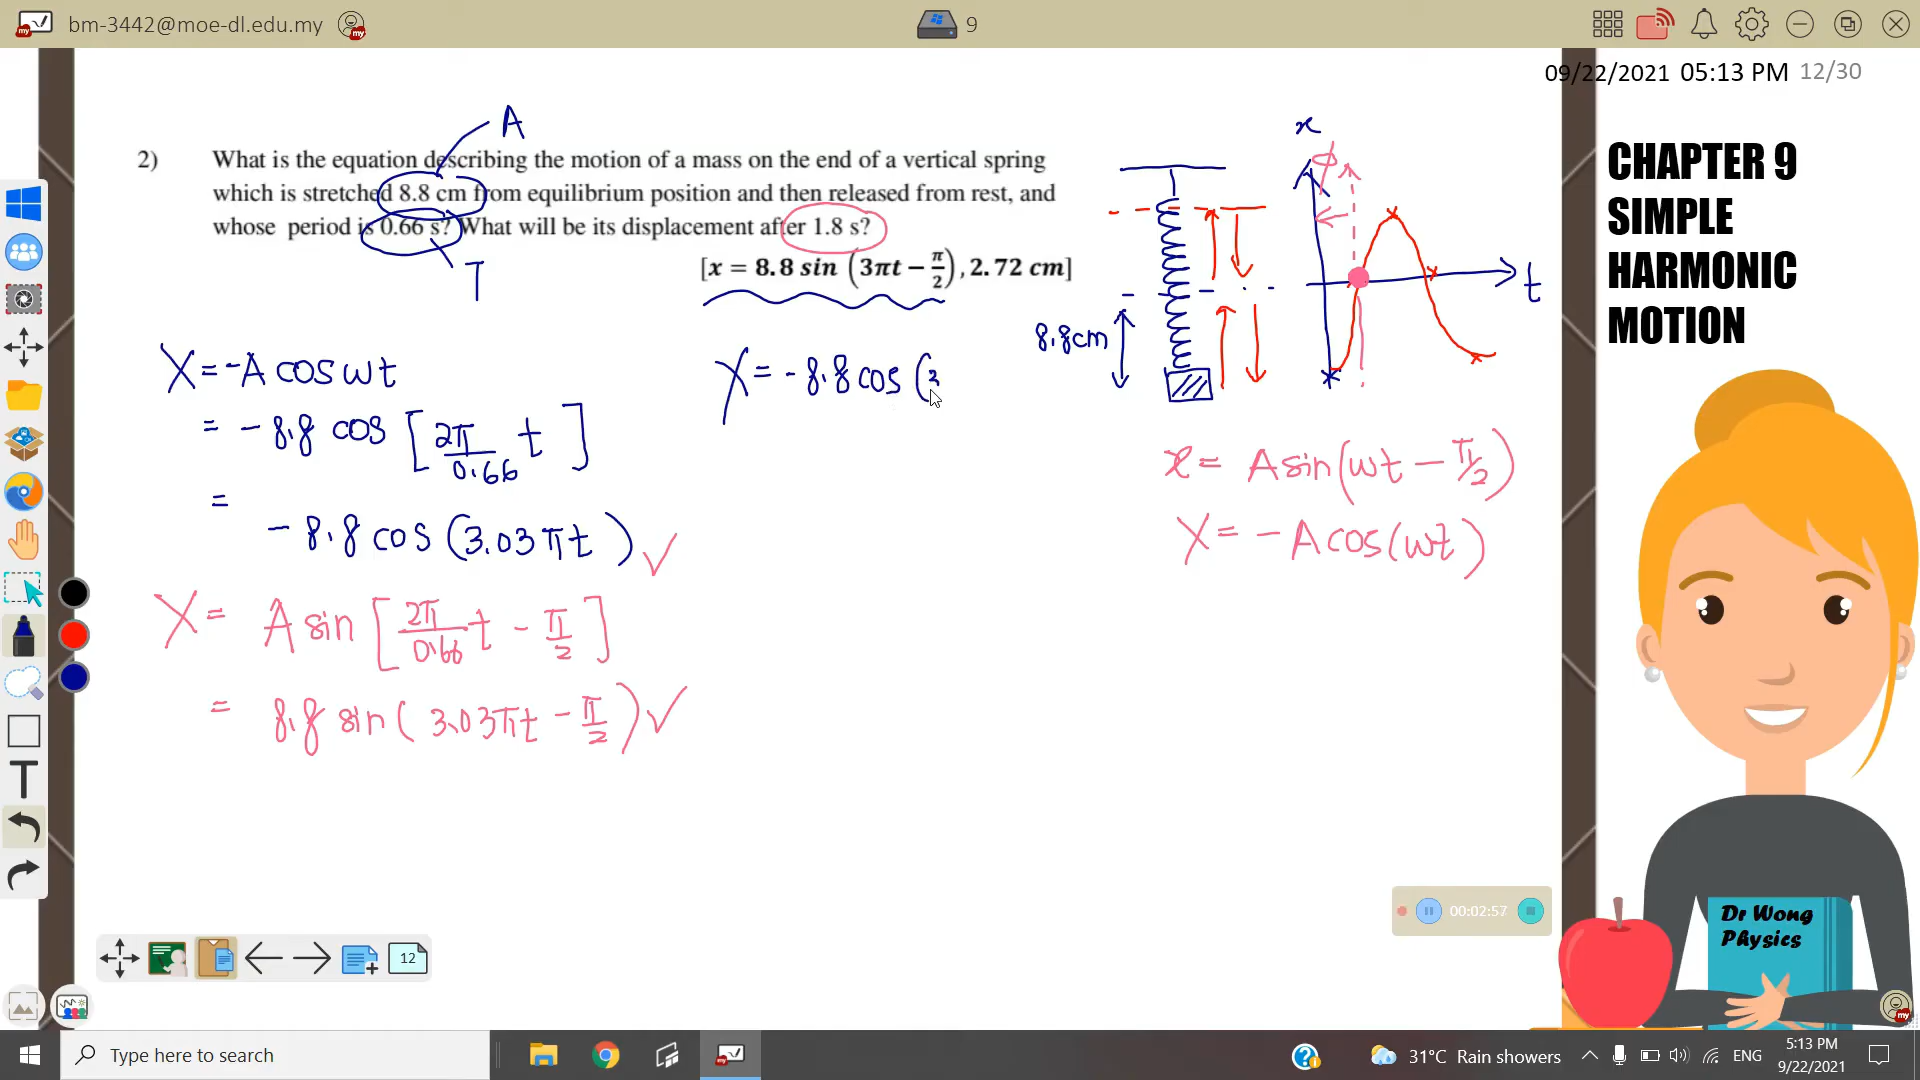 bm-3442@moe-dl.edu.my
9
09/22/2021 05:13 PM 12/30
CHAPTER 9
SIMPLE
HARMONIC
MOTION
A
2) What is the equation describing the motion of a mass on the end of a vertical spring
which is stretched 8.8 cm from equilibrium position and then released from rest, and
whose period is 0.66 s? What will be its displacement after 1.8 s?
[x = 8.8 sin (3πt − π/2), 2.72 cm]
T
x
ϕ
t
8.8cm
X = -A cos wt
= -8.8 cos [2π/0.66 t]
=
-8.8 cos (3.03πt) ✓
X = A sin [2π/0.66 t - π/2]
= 8.8 sin (3.03πt - π/2) ✓
X = -8.8 cos (
x = A sin(wt - π/2)
X = -A cos(wt)
00:02:57
12
Dr Wong
Physics
Type here to search
31°C Rain showers
ENG
5:13 PM
9/22/2021